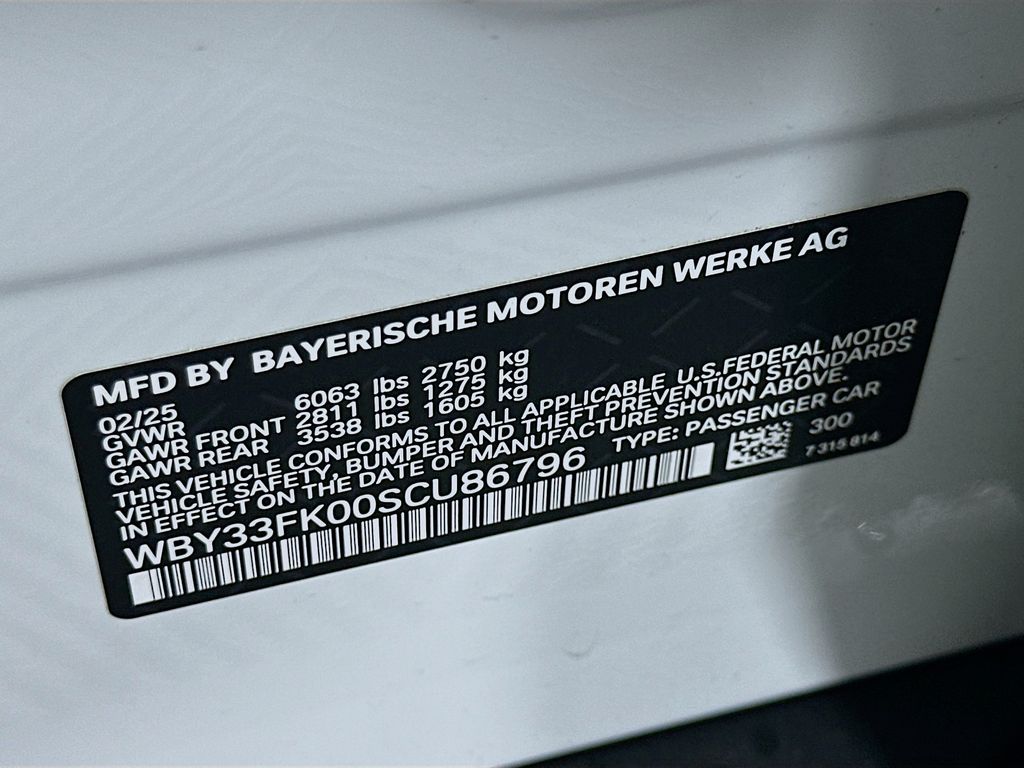 MFD BY BAYERISCHE MOTOREN WERKE AG
02/25
GVWR 6063 lbs 2750 kg
GAWR FRONT 2811 lbs 1275 kg
GAWR REAR 3538 lbs 1605 kg
THIS VEHICLE CONFORMS TO ALL APPLICABLE U.S.FEDERAL MOTOR
VEHICLE SAFETY, BUMPER AND THEFT PREVENTION STANDARDS
IN EFFECT ON THE DATE OF MANUFACTURE SHOWN ABOVE.
WBY33FK00SCU86796 TYPE: PASSENGER CAR
300
7 315 814